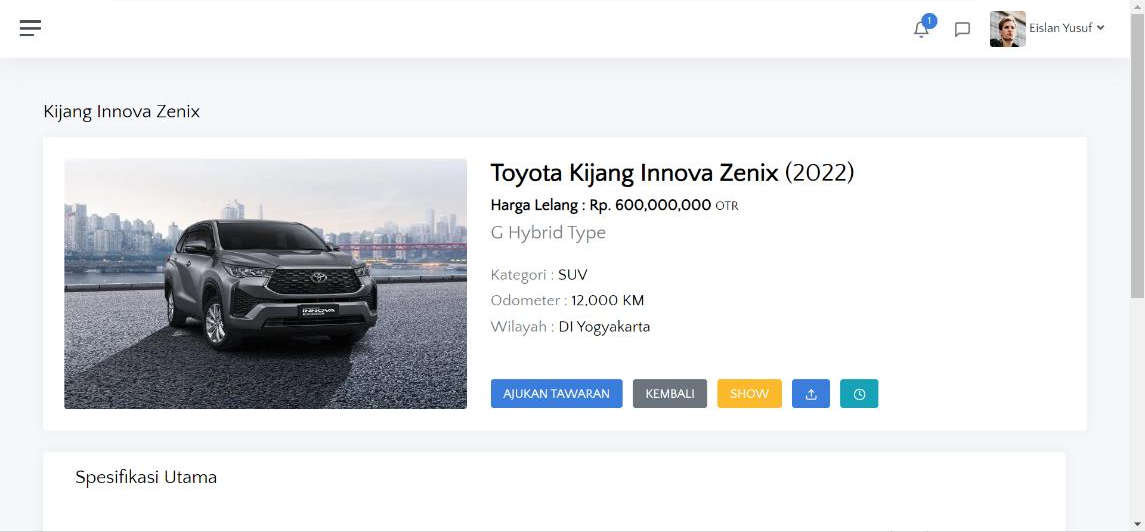 1
Eislan Yusuf
Kijang Innova Zenix
Toyota Kijang Innova Zenix (2022)
Harga Lelang : Rp. 600,000,000 OTR
G Hybrid Type
Kategori : SUV
Odometer : 12,000 KM
Wilayah : DI Yogyakarta
INNOVA
AJUKAN TAWARAN
KEMBALI
SHOW
Spesifikasi Utama